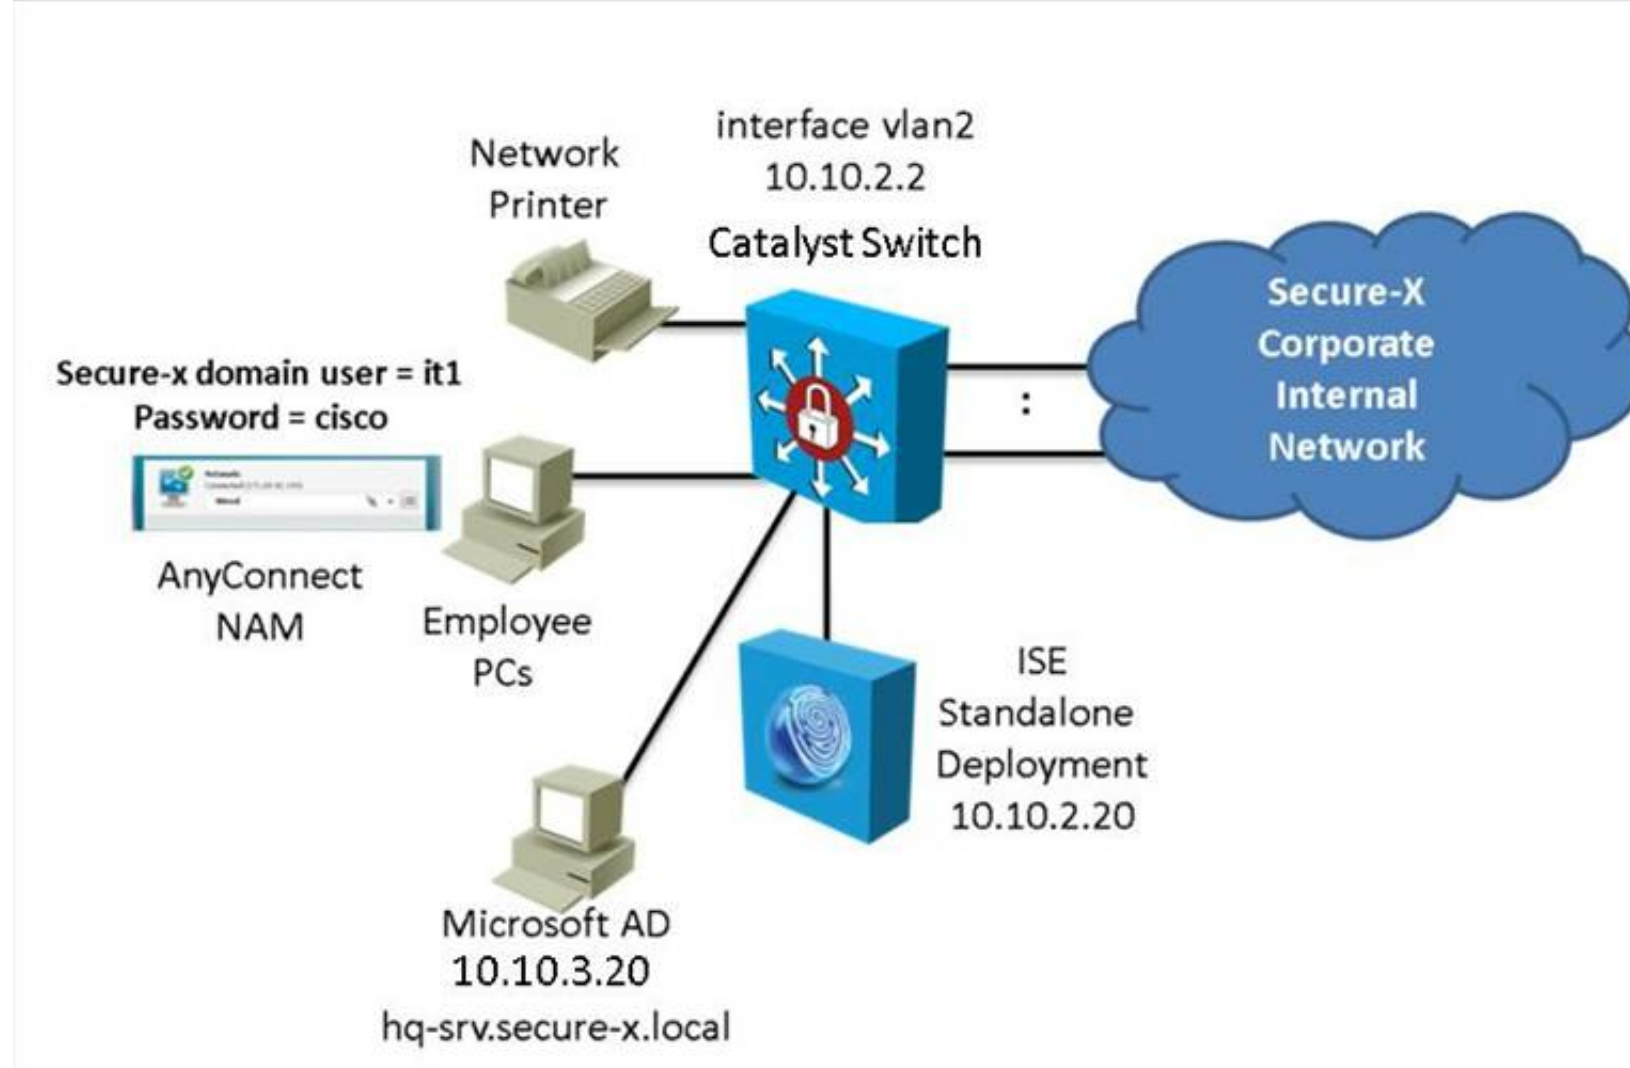 interface vlan2
10.10.2.2
Catalyst Switch
Network
Printer
Secure-X
Corporate
Internal
Network
:
Secure-x domain user = it1
Password = cisco
AnyConnect
NAM
Employee
PCs
ISE
Standalone
Deployment
10.10.2.20
Microsoft AD
10.10.3.20
hq-srv.secure-x.local